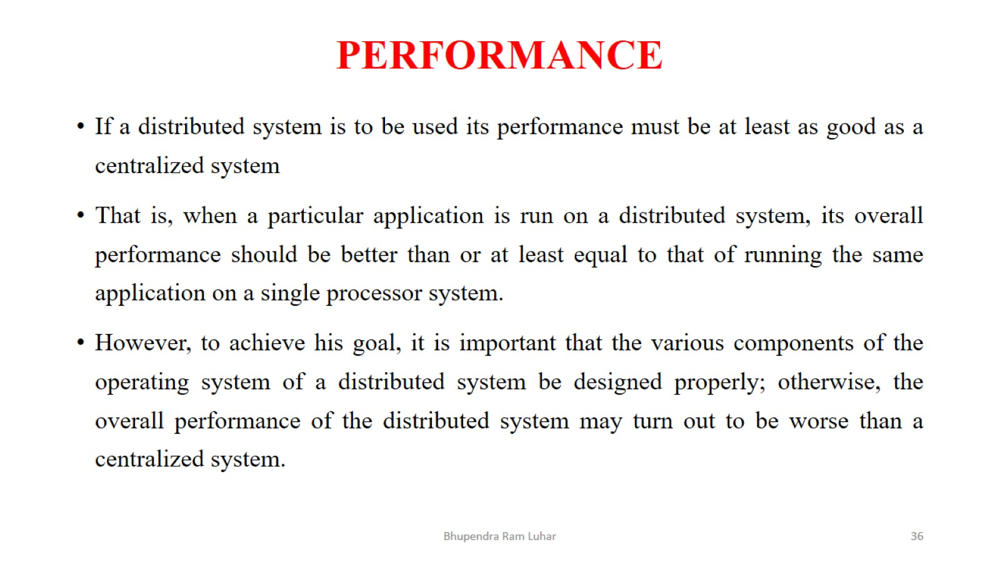 PERFORMANCE
• If a distributed system is to be used its performance must be at least as good as a
centralized system
• That is, when a particular application is run on a distributed system, its overall
performance should be better than or at least equal to that of running the same
application on a single processor system.
• However, to achieve his goal, it is important that the various components of the
operating system of a distributed system be designed properly; otherwise, the
overall performance of the distributed system may turn out to be worse than a
centralized system.
Bhupendra Ram Luhar
36